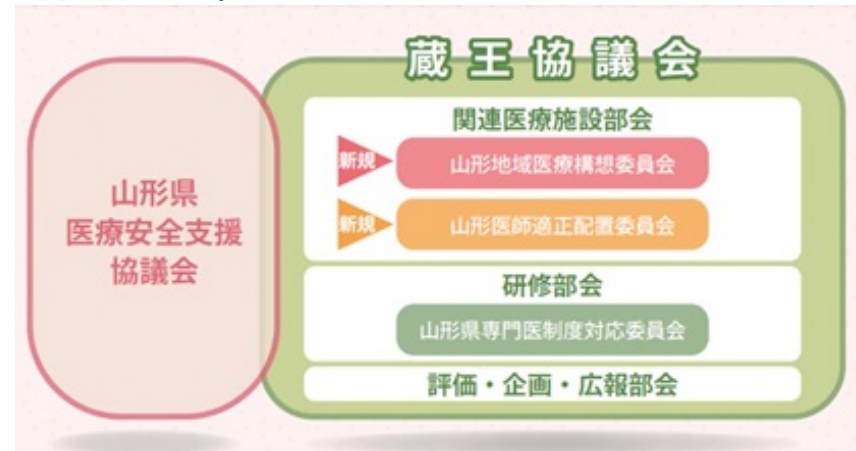 蔵王協議会
山形県
医療安全支援
協議会
関連医療施設部会
新規
山形地域医療構想委員会
新規
山形医師適正配置委員会
研修部会
山形県専門医制度対応委員会
評価・企画・広報部会